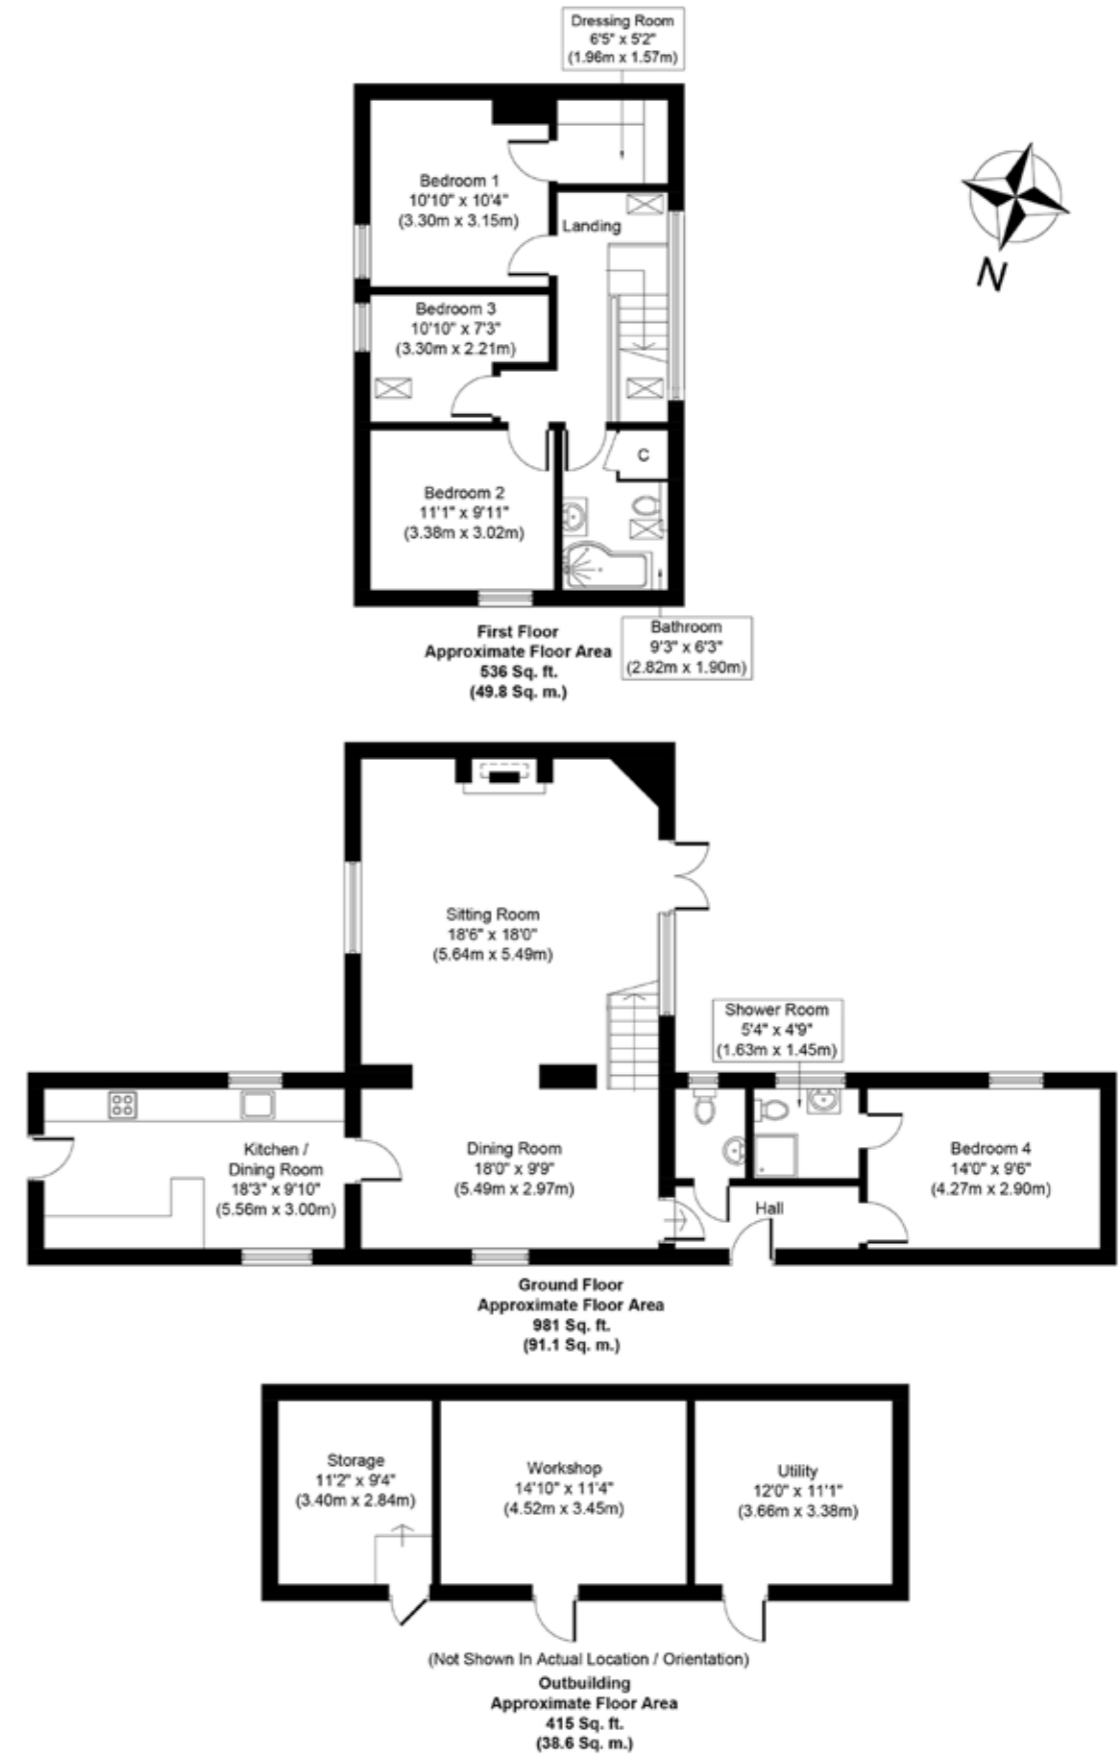 Dressing Room
6'5" x 5'2"
(1.96m x 1.57m)
Bedroom 1
10'10" x 10'4"
(3.30m x 3.15m)
Landing
N
Bedroom 3
10'10" x 7'3"
(3.30m x 2.21m)
C
Bedroom 2
11'1" x 9'11"
(3.38m x 3.02m)
Bathroom
9'3" x 6'3"
(2.82m x 1.90m)
First Floor
Approximate Floor Area
536 Sq. ft.
(49.8 Sq. m.)
Sitting Room
18'6" x 18'0"
(5.64m x 5.49m)
Shower Room
5'4" x 4'9"
(1.63m x 1.45m)
Kitchen /
Dining Room
18'3" x 9'10"
(5.56m x 3.00m)
Dining Room
18'0" x 9'9"
(5.49m x 2.97m)
Hall
Bedroom 4
14'0" x 9'6"
(4.27m x 2.90m)
Ground Floor
Approximate Floor Area
981 Sq. ft.
(91.1 Sq. m.)
Storage
11'2" x 9'4"
(3.40m x 2.84m)
Workshop
14'10" x 11'4"
(4.52m x 3.45m)
Utility
12'0" x 11'1"
(3.66m x 3.38m)
(Not Shown In Actual Location / Orientation)
Outbuilding
Approximate Floor Area
415 Sq. ft.
(38.6 Sq. m.)